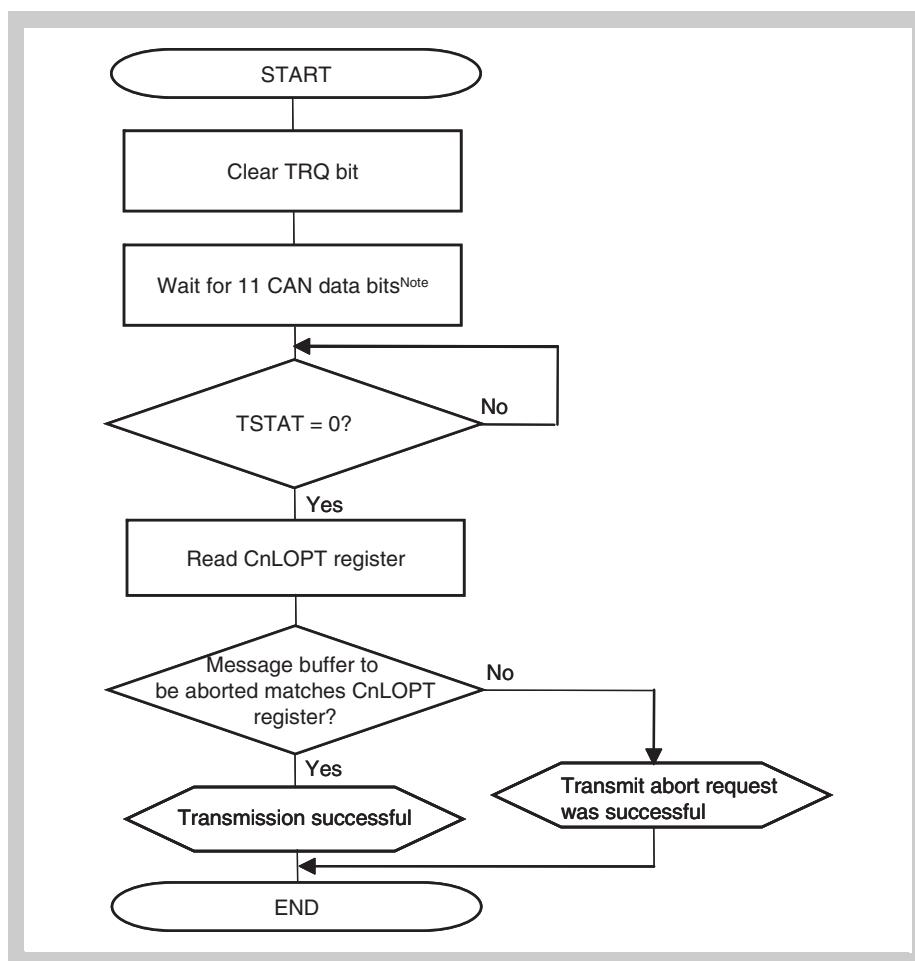 START
Clear TRQ bit
Wait for 11 CAN data bitsNote
No
TSTAT = 0?
Yes
Read CnLOPT register
Message buffer to
be aborted matches CnLOPT
register?
No
Yes
Transmit abort request
was successful
Transmission successful
END